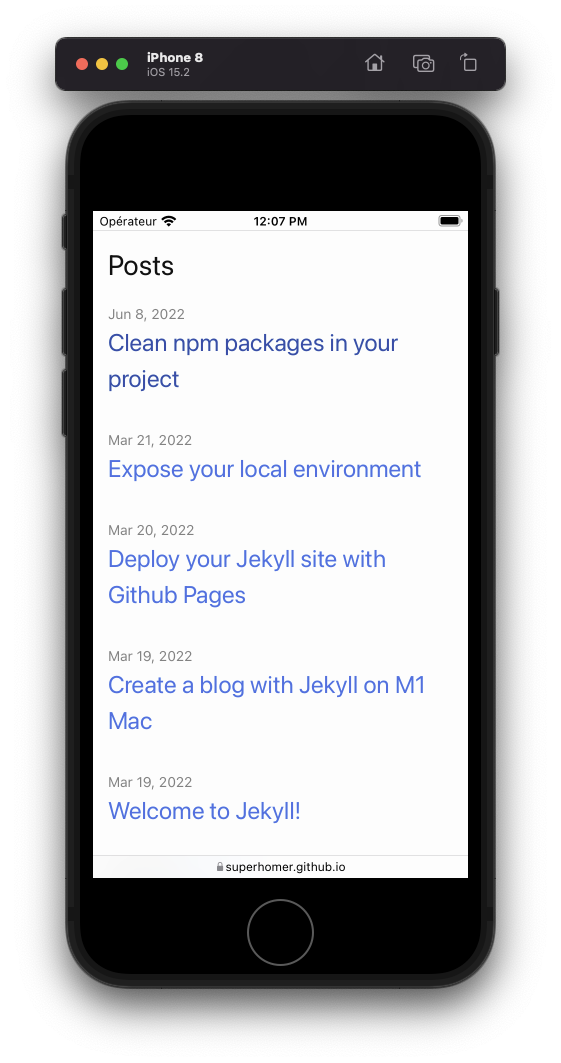 iPhone 8
iOS 15.2
Opérateur 12:07 PM
Posts
Jun 8, 2022
Clean npm packages in your
project
Mar 21, 2022
Expose your local environment
Mar 20, 2022
Deploy your Jekyll site with
Github Pages
Mar 19, 2022
Create a blog with Jekyll on M1
Mac
Mar 19, 2022
Welcome to Jekyll!
superhomer.github.io